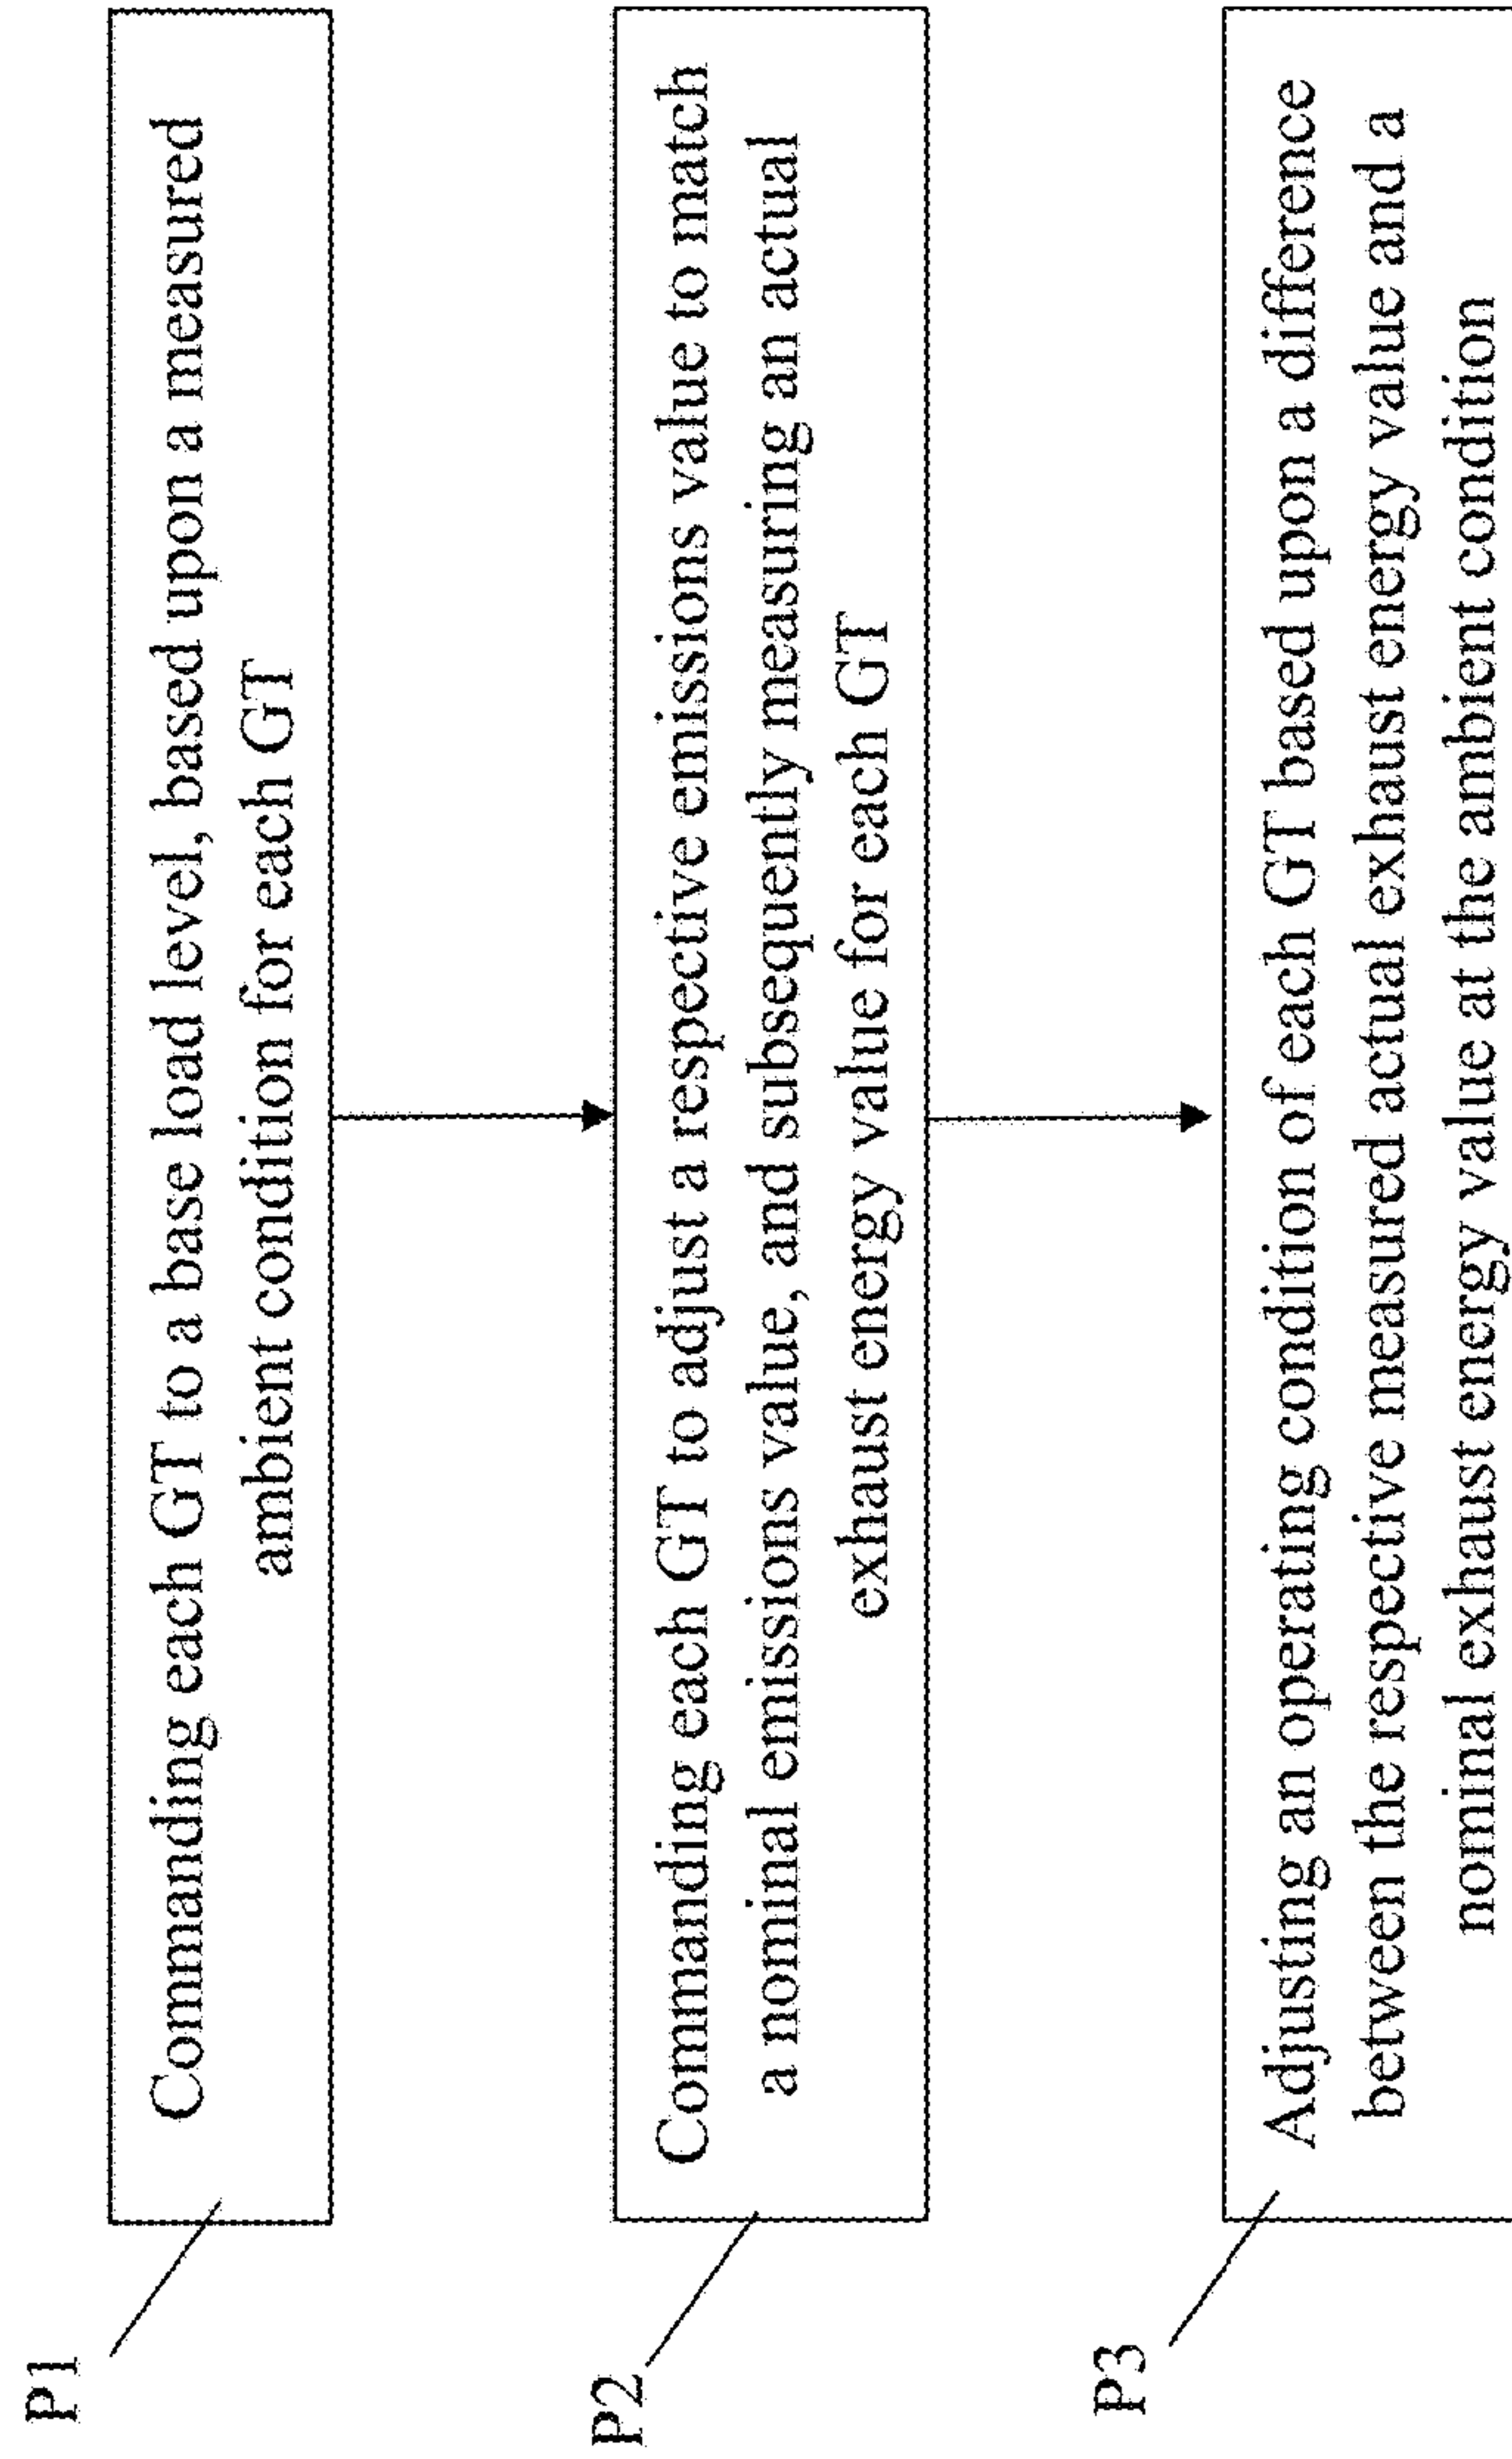 P1
Commanding each GT to a base load level, based upon a measured
ambient condition for each GT
P2
Commanding each GT to adjust a respective emissions value to match
a nominal emissions value, and subsequently measuring an actual
exhaust energy value for each GT
P3
Adjusting an operating condition of each GT based upon a difference
between the respective measured actual exhaust energy value and a
nominal exhaust energy value at the ambient condition